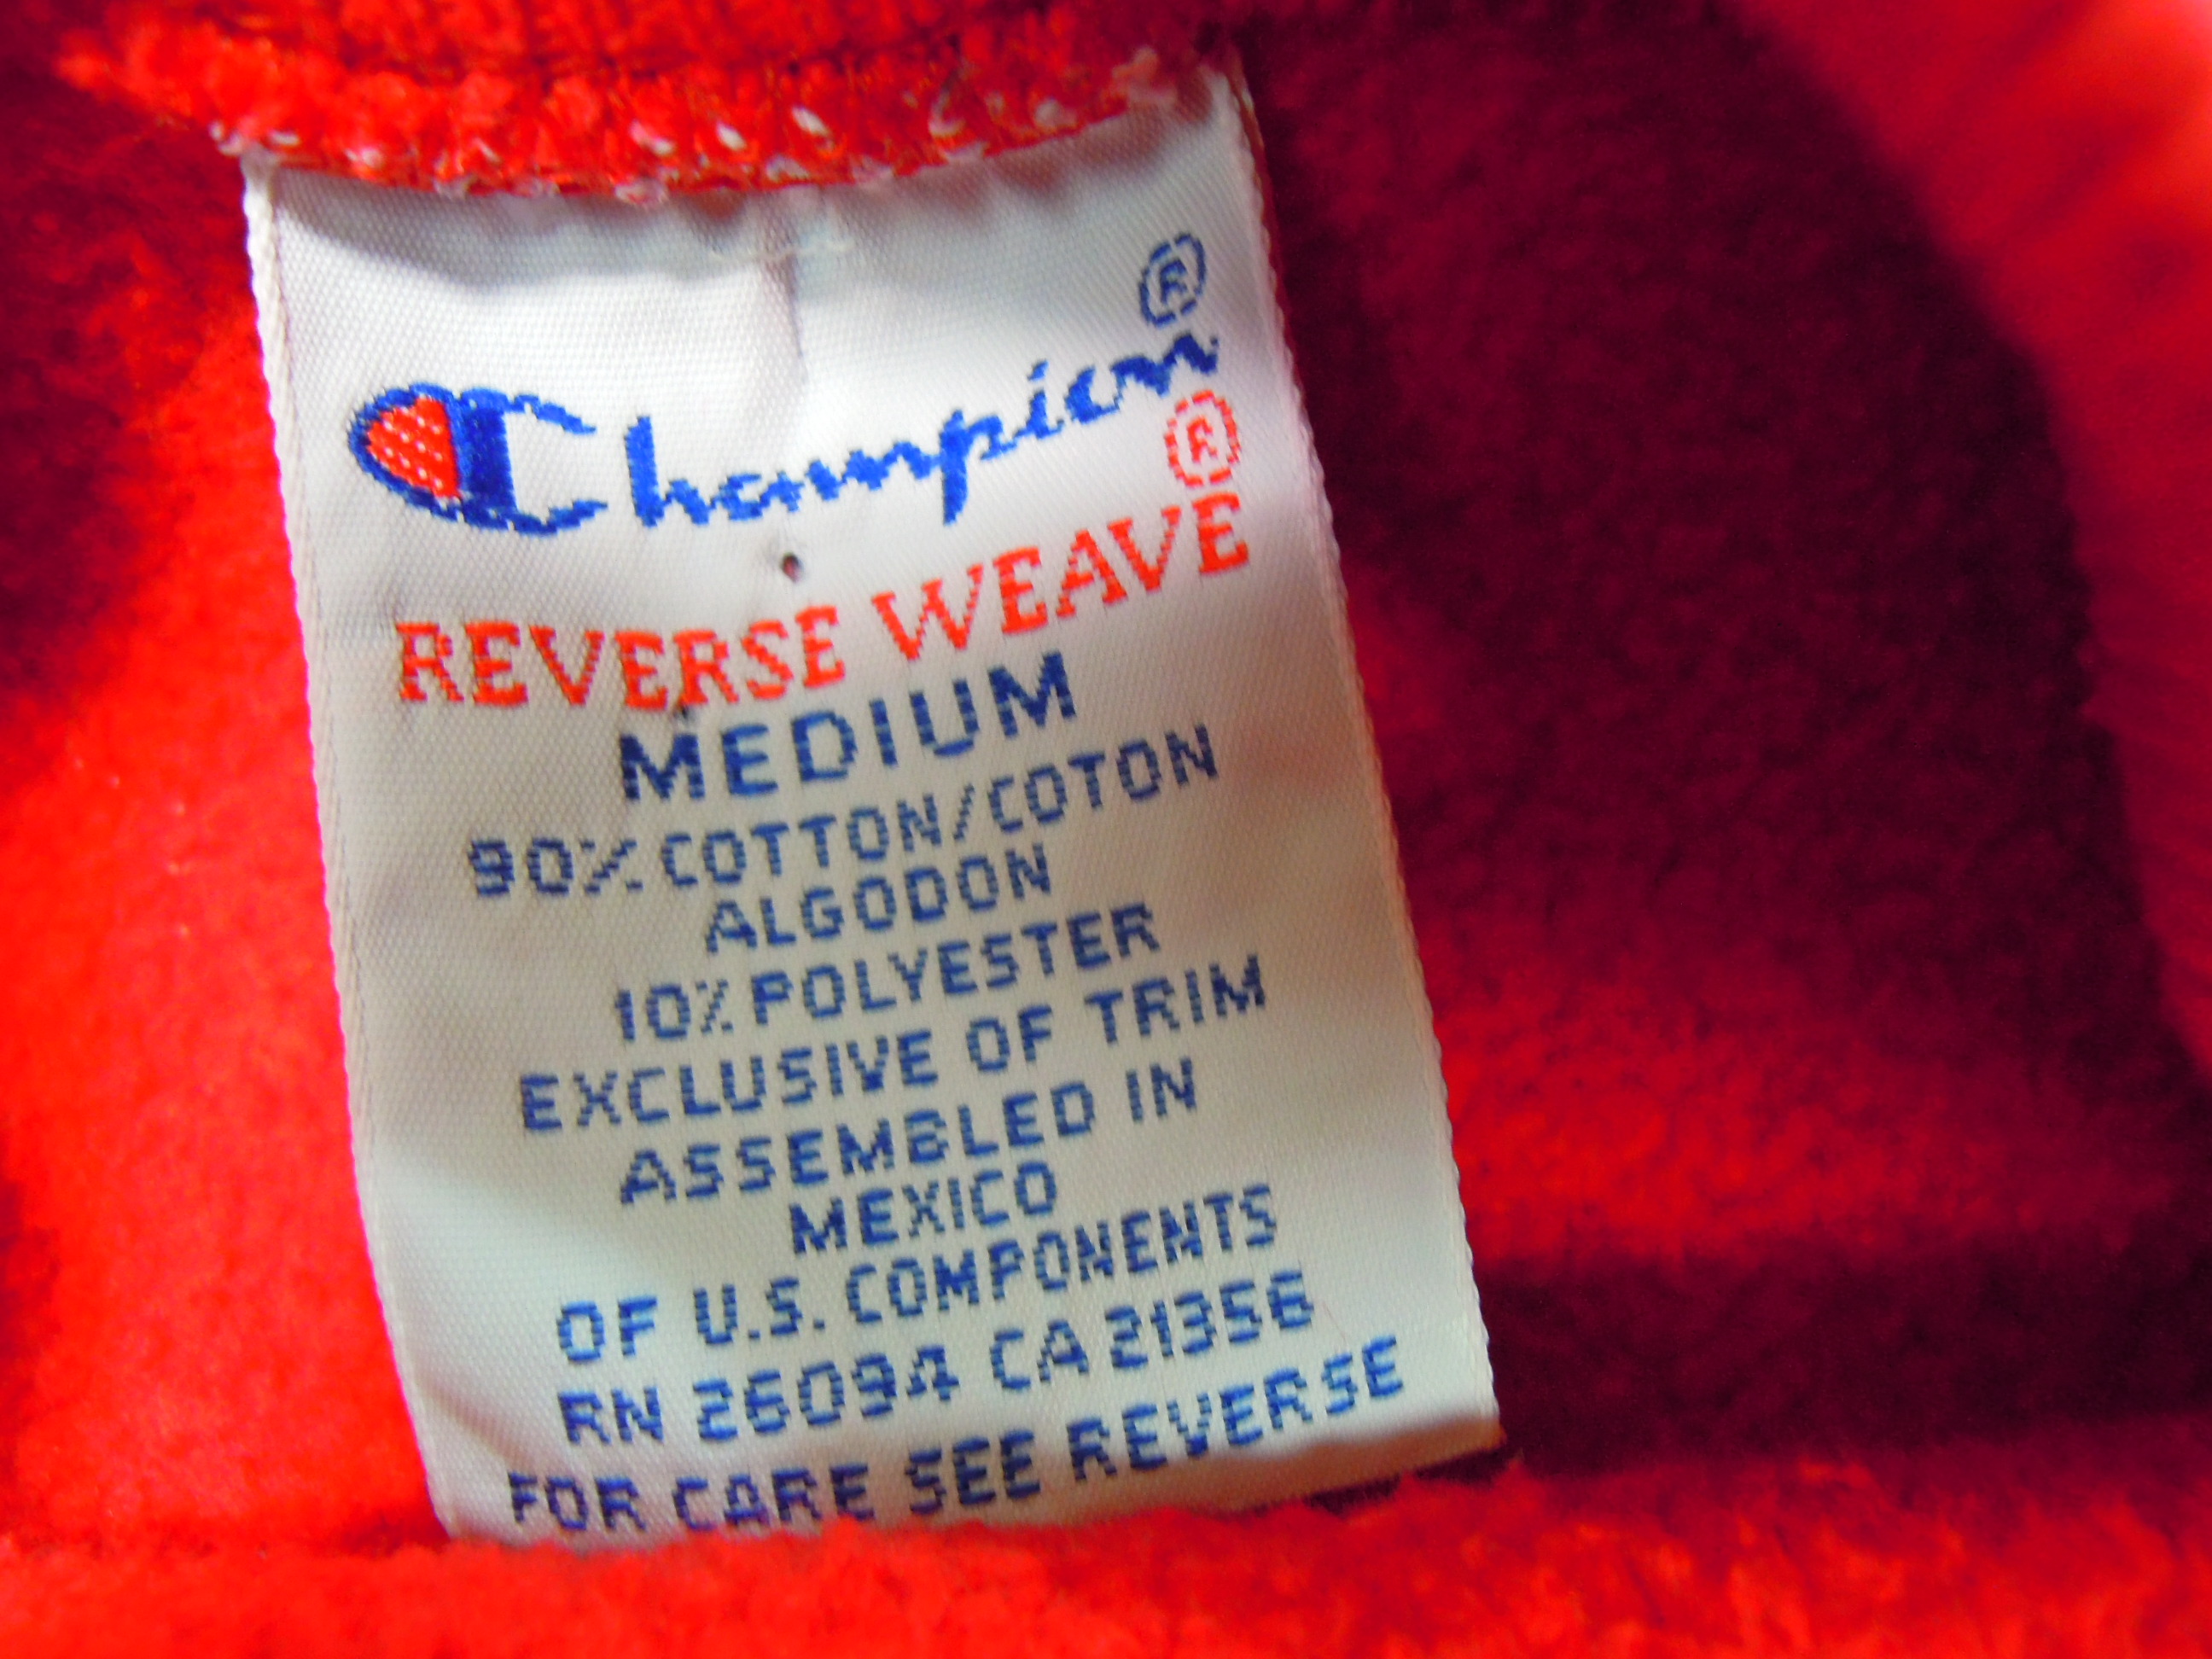 Champion®
REVERSE WEAVE®
MEDIUM
90% COTTON/COTON
ALGODON
10% POLYESTER
EXCLUSIVE OF TRIM
ASSEMBLED IN
MEXICO
OF U.S. COMPONENTS
RN 26094 CA 21356
FOR CARE SEE REVERSE